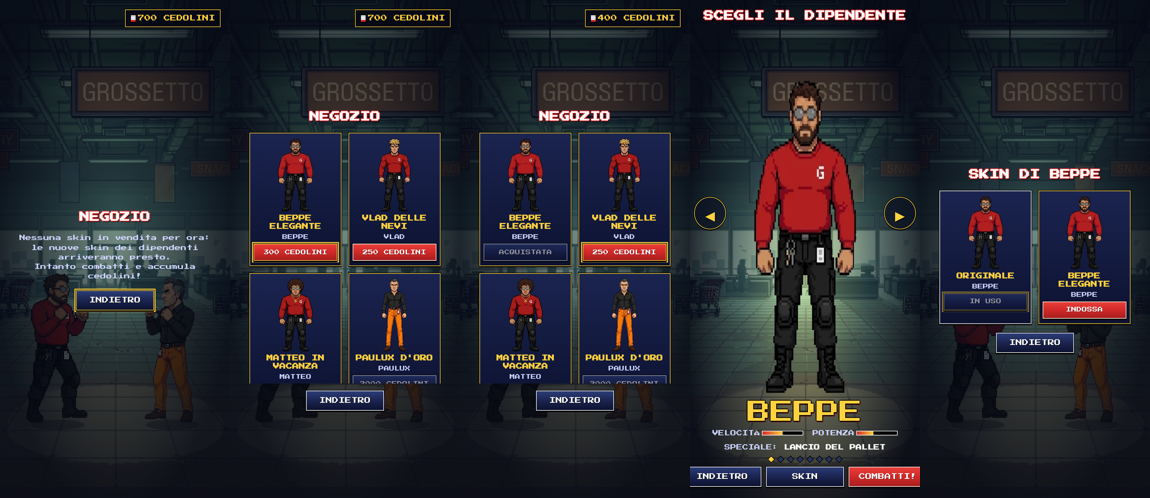 700 CEDOLINI
GROSSETTO
NEGOZIO
Nessuna skin in vendita per ora:
le nuove skin dei dipendenti
arriveranno presto.
Intanto combatti e accumula
cedolini!
INDIETRO
700 CEDOLINI
GROSSETTO
NEGOZIO
BEPPE
ELEGANTE
BEPPE
300 CEDOLINI
VLAD DELLE
NEVI
VLAD
250 CEDOLINI
MATTEO IN
VACANZA
MATTEO
PAULUX D'ORO
PAULUX
INDIETRO
400 CEDOLINI
GROSSETTO
NEGOZIO
BEPPE
ELEGANTE
BEPPE
ACQUISTATA
VLAD DELLE
NEVI
VLAD
250 CEDOLINI
MATTEO IN
VACANZA
MATTEO
PAULUX D'ORO
PAULUX
INDIETRO
SCEGLI IL DIPENDENTE
GROSSETTO
G
BEPPE
VELOCITA
POTENZA
SPECIALE: LANCIO DEL PALLET
INDIETRO
SKIN
COMBATTI!
GROSSETTO
SKIN DI BEPPE
ORIGINALE
BEPPE
IN USO
BEPPE
ELEGANTE
BEPPE
INDOSSA
INDIETRO